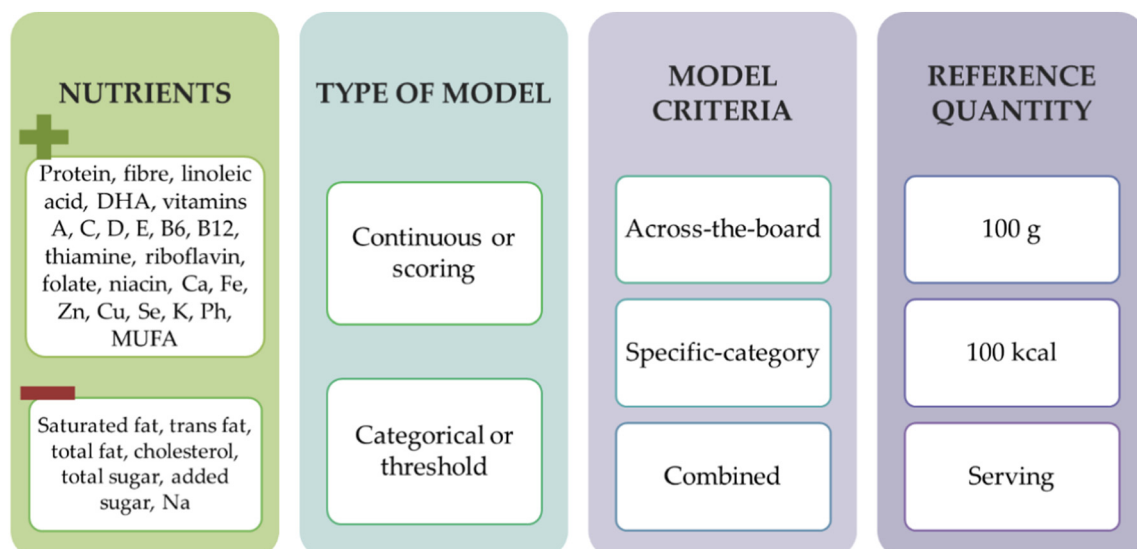 NUTRIENTS
Protein, fibre, linoleic
acid, DHA, vitamins
A, C, D, E, B6, B12,
thiamine, riboflavin,
folate, niacin, Ca, Fe,
Zn, Cu, Se, K, Ph,
MUFA
Saturated fat, trans fat,
total fat, cholesterol,
total sugar, added
sugar, Na
TYPE OF MODEL
Continuous or
scoring
Categorical or
threshold
MODEL
CRITERIA
Across-the-board
Specific-category
Combined
REFERENCE
QUANTITY
100 g
100 kcal
Serving